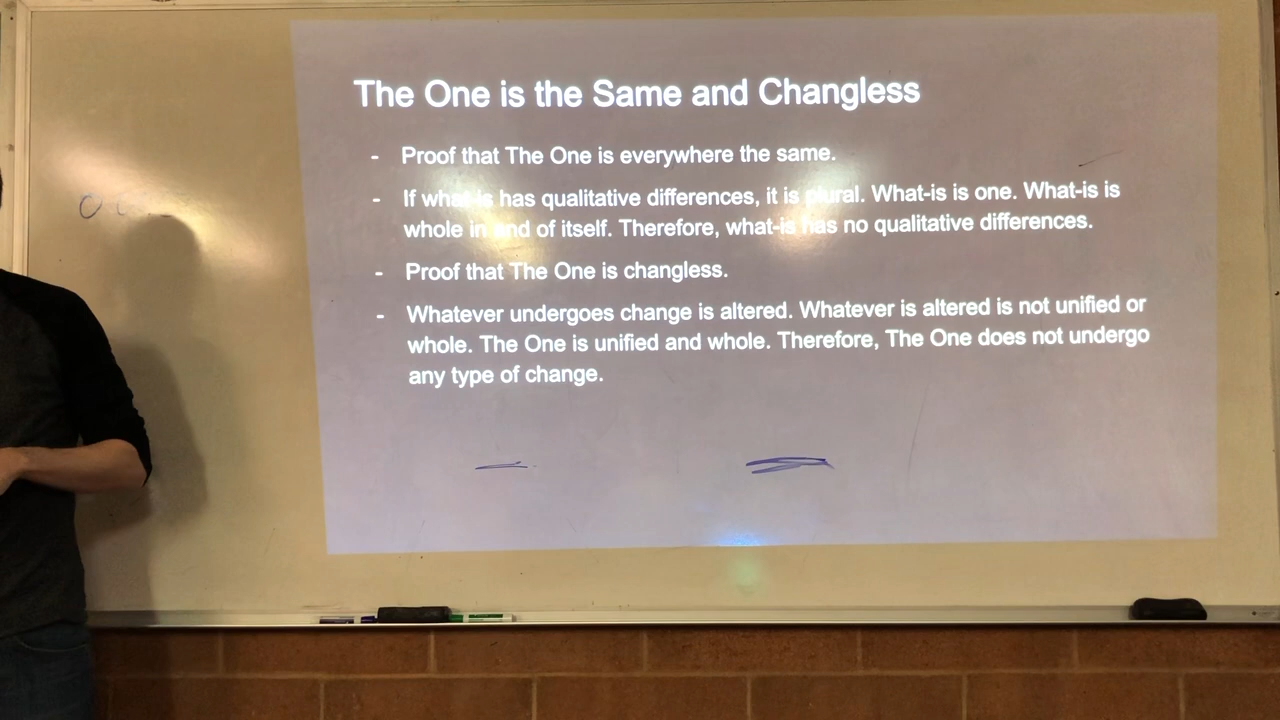 The One is the Same and Changless
- Proof that The One is everywhere the same.
- If what-is has qualitative differences, it is plural. What-is is one. What-is is
whole in and of itself. Therefore, what-is has no qualitative differences.
- Proof that The One is changless.
- Whatever undergoes change is altered. Whatever is altered is not unified or
whole. The One is unified and whole. Therefore, The One does not undergo
any type of change.